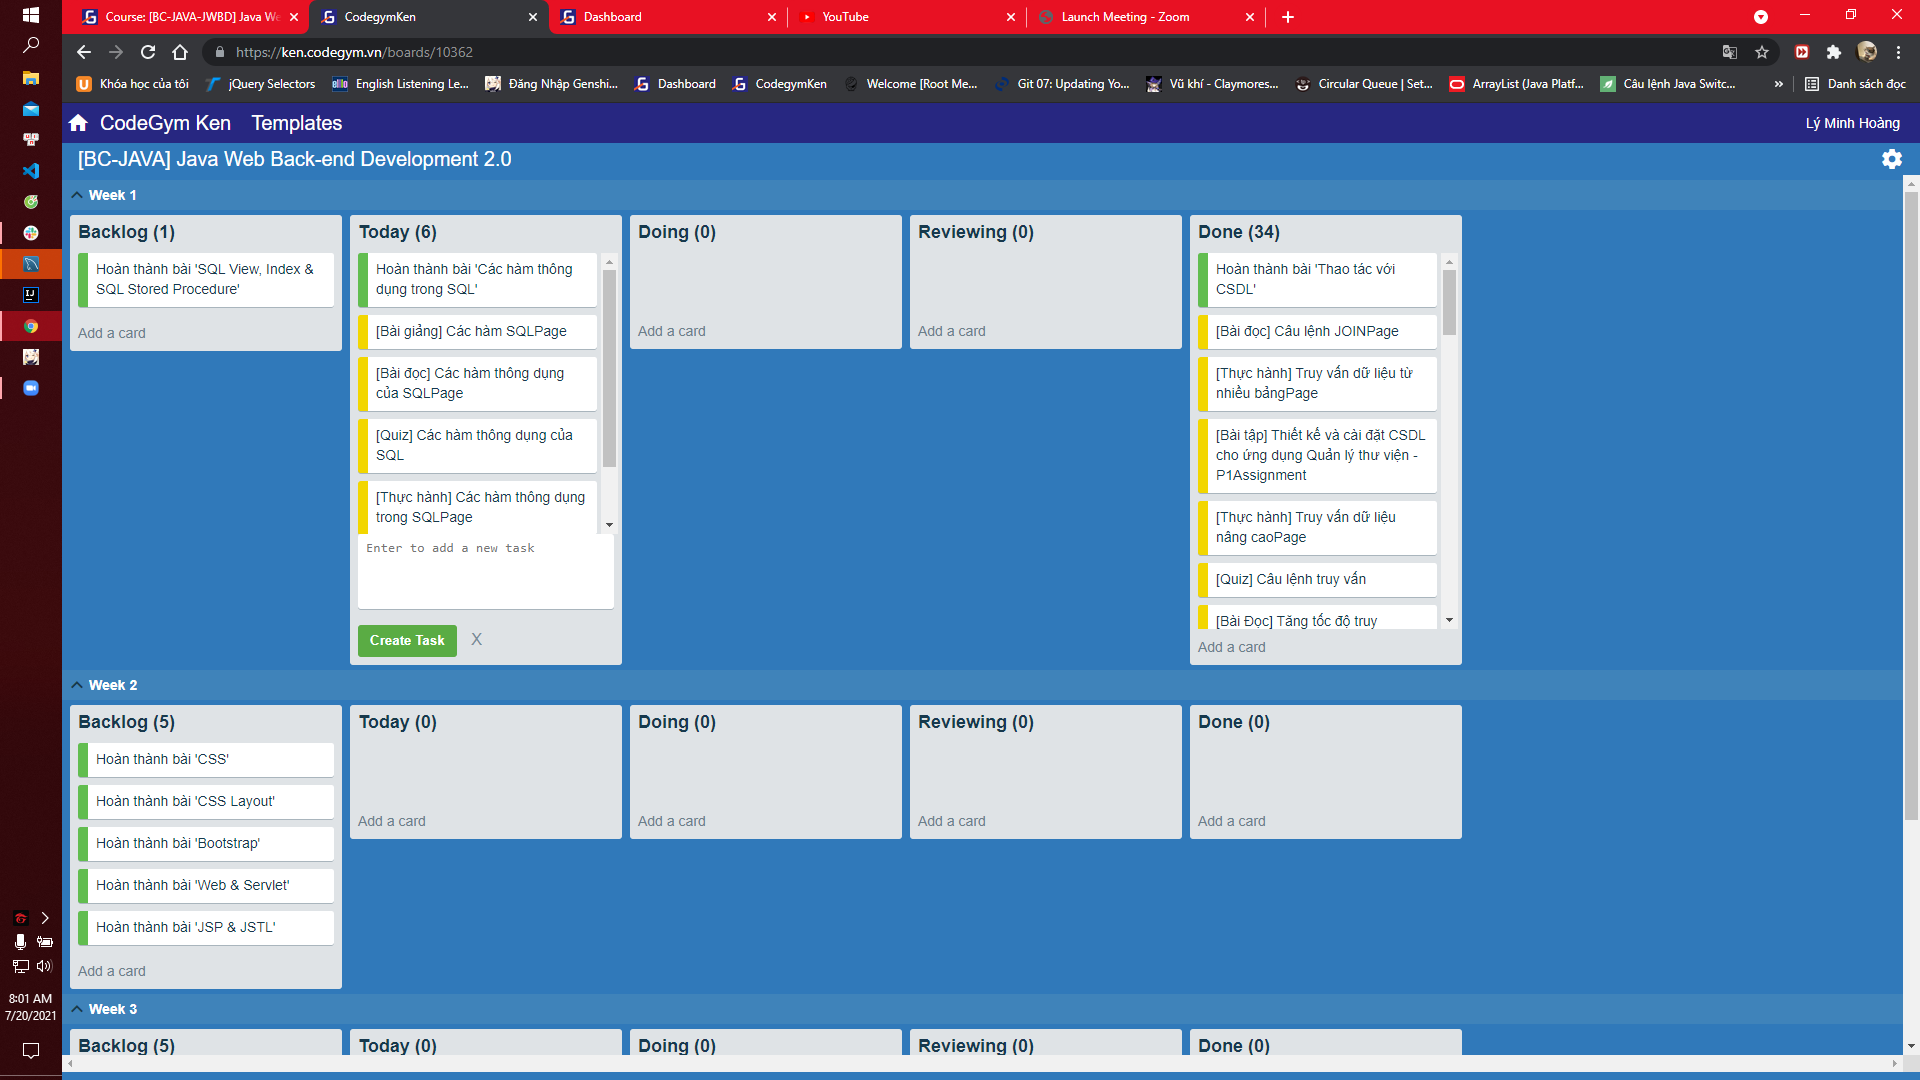 Course: [BC-JAVA-JWBD] Java We
CodegymKen
Dashboard
YouTube
Launch Meeting - Zoom
https://ken.codegym.vn/boards/10362
Khóa học của tôi
jQuery Selectors
English Listening Le...
Đăng Nhập Genshi...
Dashboard
CodegymKen
Welcome [Root Me...
Git 07: Updating Yo...
Vũ khí - Claymores...
Circular Queue | Set...
ArrayList (Java Platf...
Câu lệnh Java Switc...
»
Danh sách đọc
CodeGym Ken
Templates
Lý Minh Hoàng
[BC-JAVA] Java Web Back-end Development 2.0
Week 1
Backlog (1)
Hoàn thành bài 'SQL View, Index &
SQL Stored Procedure'
Add a card
Today (6)
Hoàn thành bài 'Các hàm thông
dụng trong SQL'
[Bài giảng] Các hàm SQLPage
[Bài đọc] Các hàm thông dụng
của SQLPage
[Quiz] Các hàm thông dụng của
SQL
[Thực hành] Các hàm thông dụng
trong SQLPage
Enter to add a new task
Create Task
X
Doing (0)
Add a card
Reviewing (0)
Add a card
Done (34)
Hoàn thành bài 'Thao tác với
CSDL'
[Bài đọc] Câu lệnh JOINPage
[Thực hành] Truy vấn dữ liệu từ
nhiều bảngPage
[Bài tập] Thiết kế và cài đặt CSDL
cho ứng dụng Quản lý thư viện -
P1Assignment
[Thực hành] Truy vấn dữ liệu
nâng caoPage
[Quiz] Câu lệnh truy vấn
[Bài Đọc] Tăng tốc độ truy
Add a card
Week 2
Backlog (5)
Hoàn thành bài 'CSS'
Hoàn thành bài 'CSS Layout'
Hoàn thành bài 'Bootstrap'
Hoàn thành bài 'Web & Servlet'
Hoàn thành bài 'JSP & JSTL'
Add a card
Today (0)
Add a card
Doing (0)
Add a card
Reviewing (0)
Add a card
Done (0)
Add a card
Week 3
Backlog (5)
Today (0)
Doing (0)
Reviewing (0)
Done (0)
8:01 AM
7/20/2021